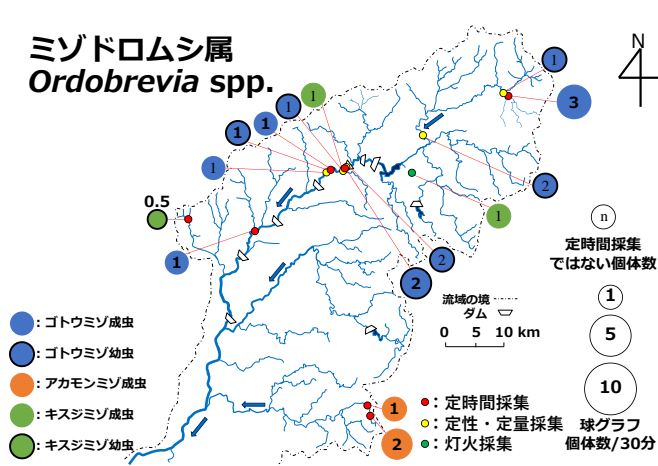 ミゾドロムシ属
Ordobrevia spp.
N
1
3
1
1
1
1
1
2
1
0.5
1
2
2
n
定時間採集
ではない個体数
1
5
10
球グラフ
個体数/30分
流域の境
ダム
0 5 10 km
: ゴトウミゾ成虫
: ゴトウミゾ幼虫
: アカモンミゾ成虫
: キスジミゾ成虫
: キスジミゾ幼虫
1
2
: 定時間採集
: 定性・定量採集
: 灯火採集